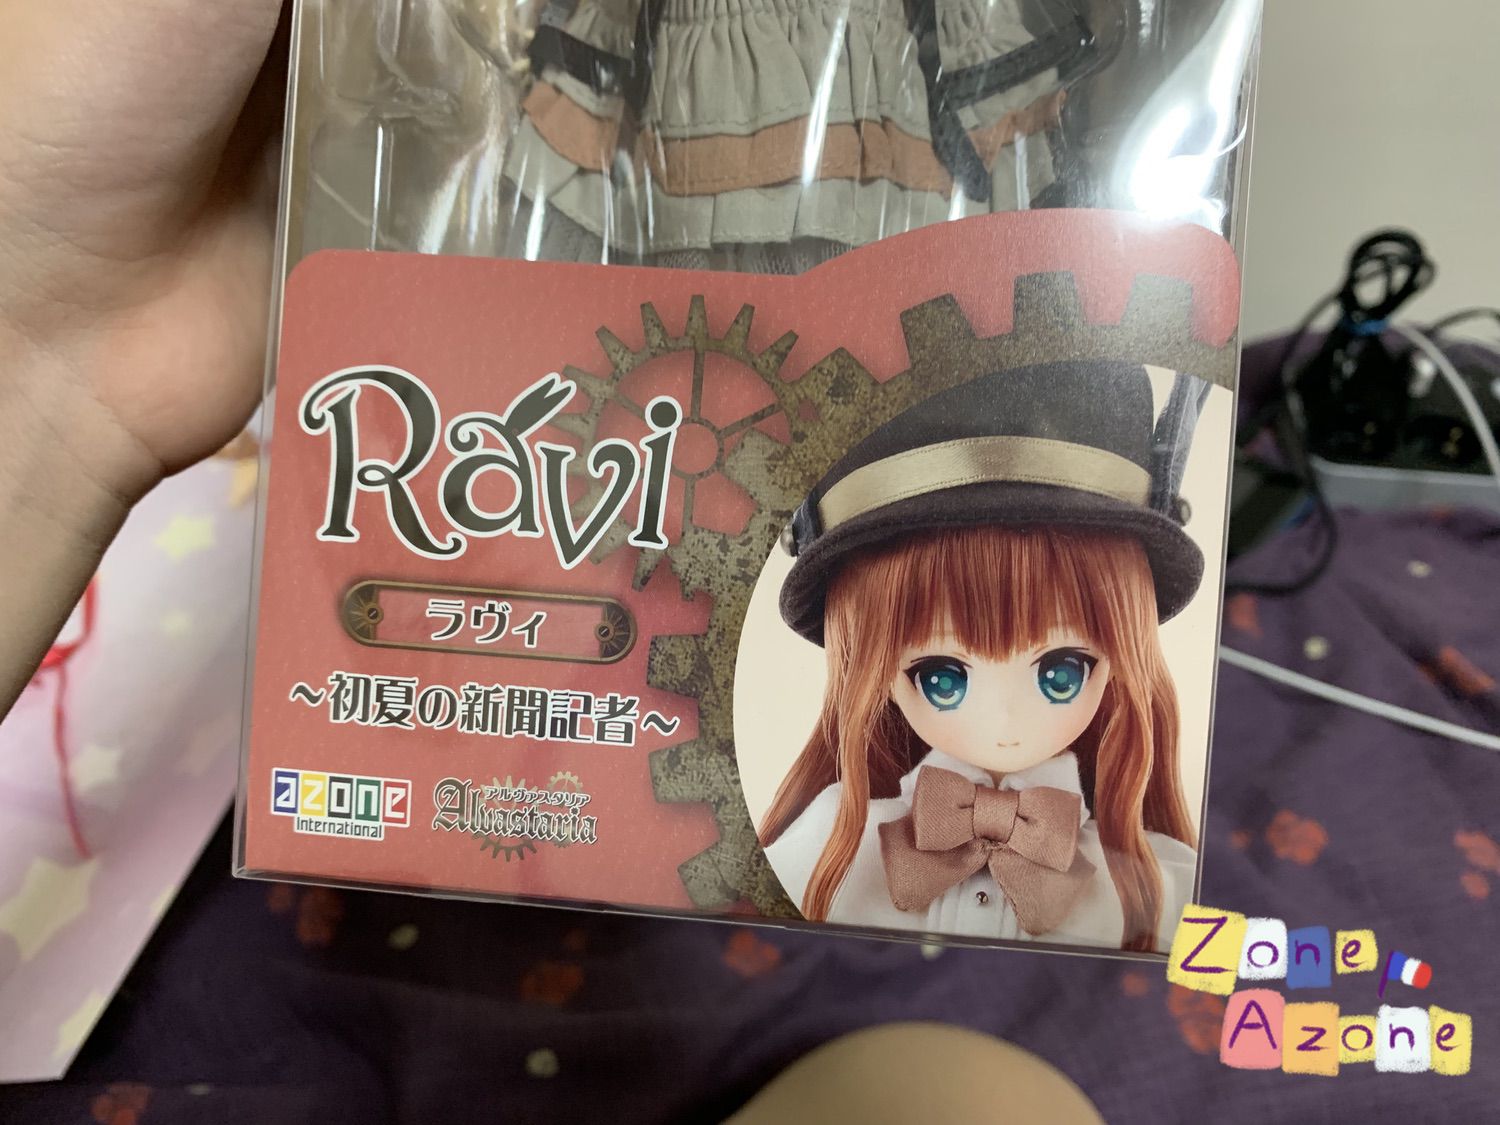 Ravi
ラヴィ
～初夏の新聞記者～
azone
International
アルヴァスタリア
Alvastaria
Zone
Azone